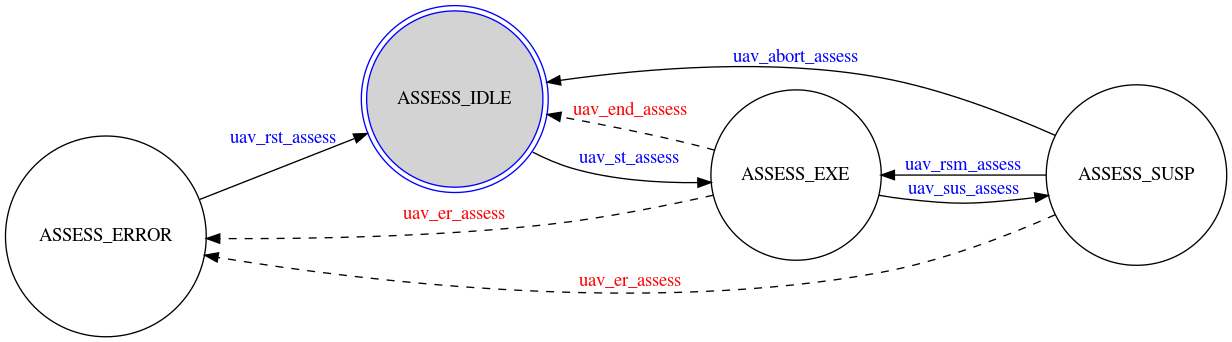 uav_abort_assess
ASSESS_IDLE
uav_end_assess
uav_rst_assess
uav_st_assess
uav_rsm_assess
ASSESS_EXE
ASSESS_SUSP
uav_sus_assess
uav_er_assess
ASSESS_ERROR
uav_er_assess